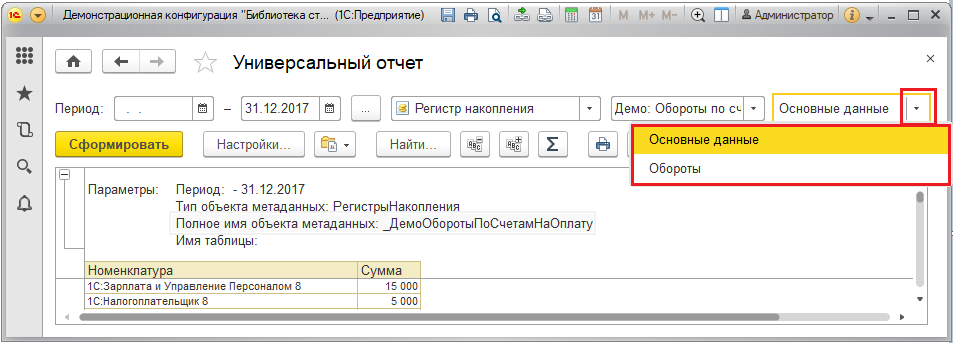 Демонстрационная конфигурация "Библиотека ст... (1С:Предприятие)
M M+ M- Администратор
Универсальный отчет
Период: . . – 31.12.2017 ... Регистр накопления Демо: Обороты по сч Основные данные
Сформировать Настройки... Найти... Σ
Основные данные
Обороты
Параметры: Период: - 31.12.2017
Тип объекта метаданных: РегистрыНакопления
Полное имя объекта метаданных: _ДемоОборотыПоСчетамНаОплату
Имя таблицы:
Номенклатура Сумма
1С:Зарплата и Управление Персоналом 8 15 000
1С:Налогоплательщик 8 5 000